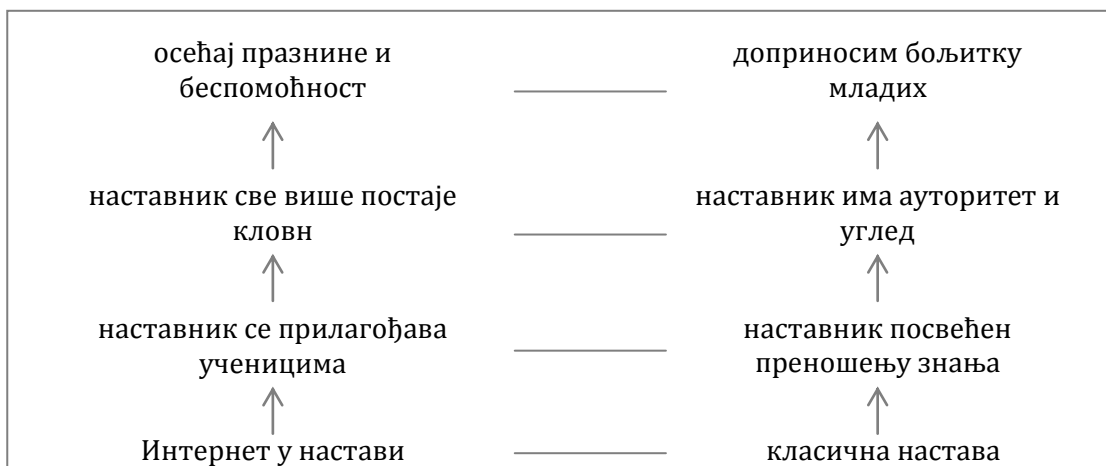 осећај празнине и
беспомоћност
доприносим бољитку
младих
наставник све више постаје
кловн
наставник има ауторитет и
углед
наставник се прилагођава
ученицима
наставник посвећен
преношењу знања
Интернет у настави
класична настава